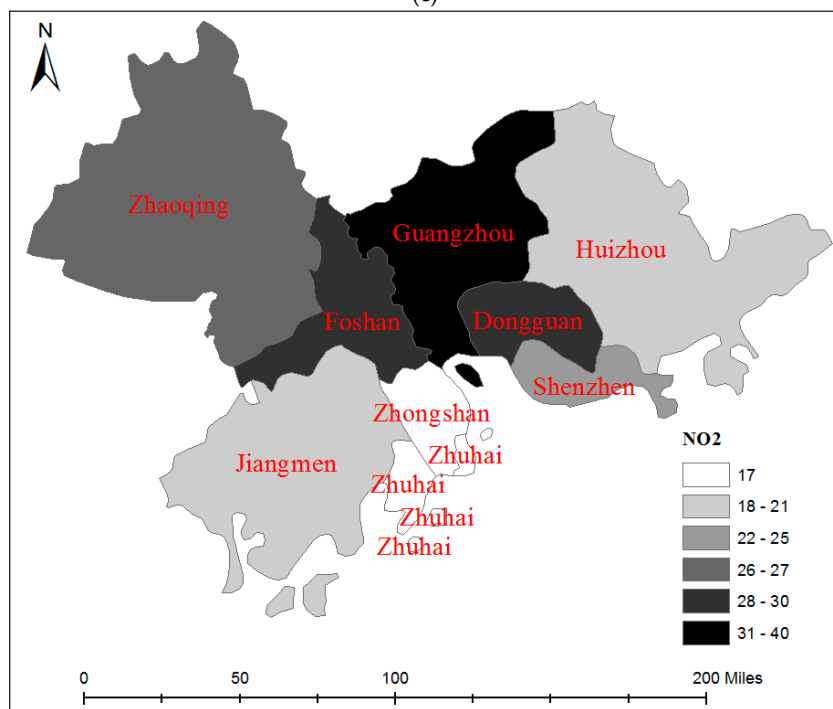 N
Zhaoqing
Guangzhou
Huizhou
Foshan
Dongguan
Shenzhen
Zhongshan
Zhuhai
Jiangmen
Zhuhai
Zhuhai
Zhuhai
NO2
17
18 - 21
22 - 25
26 - 27
28 - 30
31 - 40
0 50 100 200 Miles